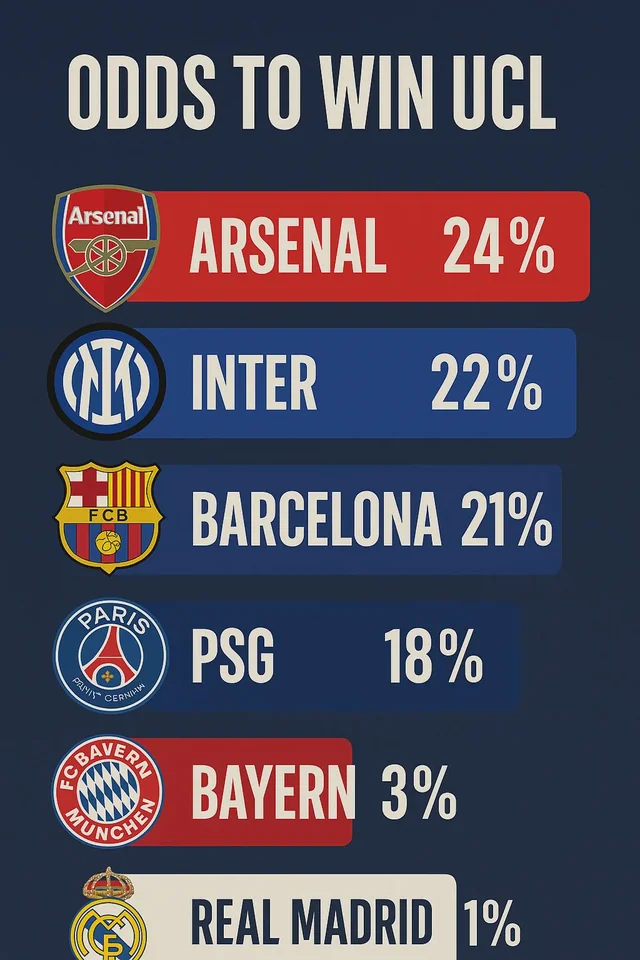 ODDS TO WIN UCL
Arsenal
ARSENAL 24%
INTER 22%
FCB
BARCELONA 21%
PARIS
PSG 18%
FC BAVERN
MUNCHEN
BAYERN 3%
REAL MADRID 1%